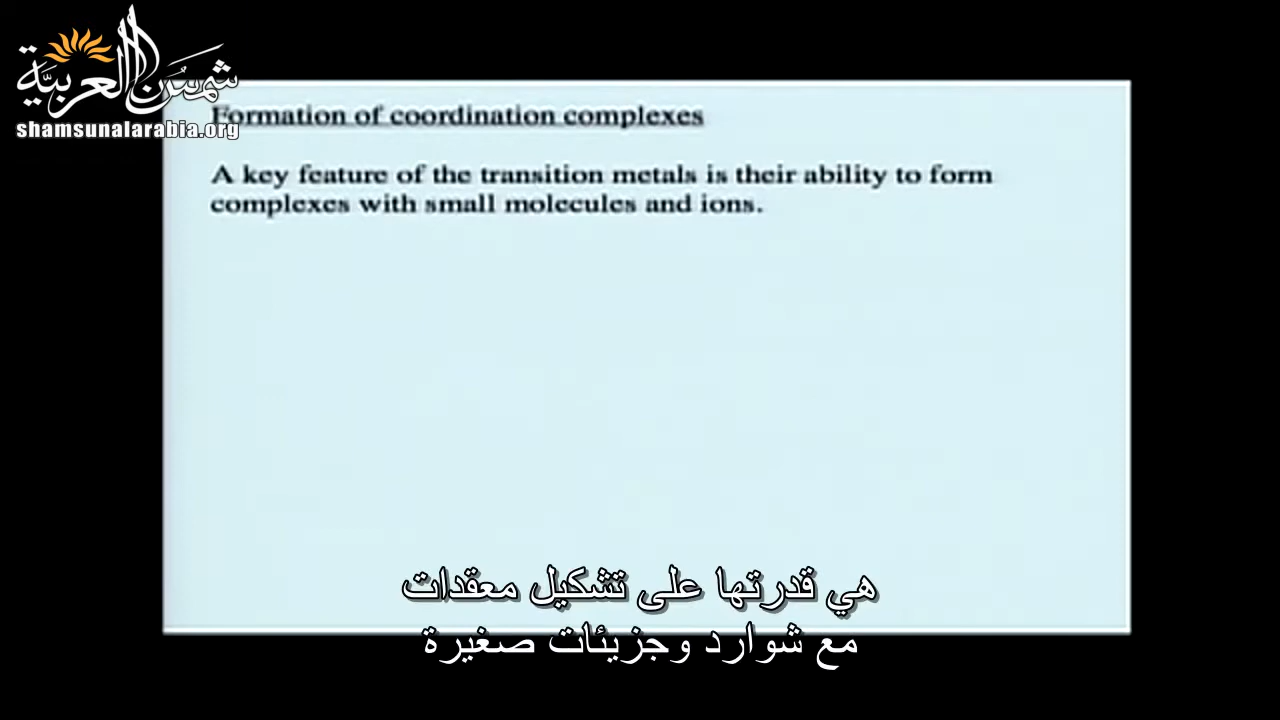 شمس العربية
shamsunalarabia.org
Formation of coordination complexes
A key feature of the transition metals is their ability to form
complexes with small molecules and ions.
هي قدرتها على تشكيل معقدات
مع شوارد وجزيئات صغيرة